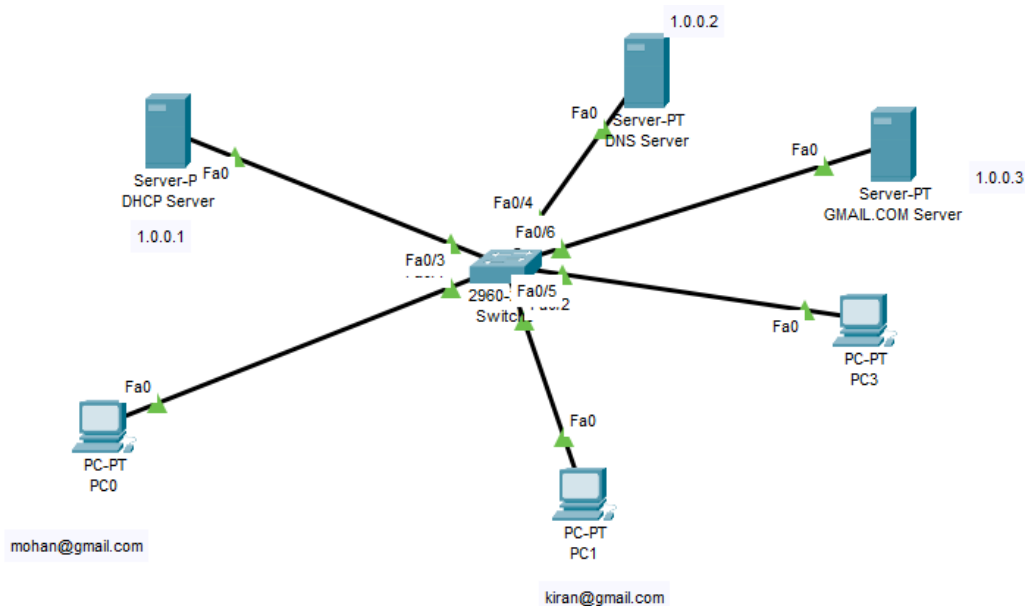 1.0.0.2
Fa0
Server-PT
DNS Server
Fa0
Server-P
DHCP Server
1.0.0.1
Fa0
Server-PT
GMAIL.COM Server
1.0.0.3
Fa0/4
Fa0/6
Fa0/3
Fa0/5
2960-
Switch
Fa0
PC-PT
PC3
Fa0
PC-PT
PC0
mohan@gmail.com
Fa0
PC-PT
PC1
kiran@gmail.com